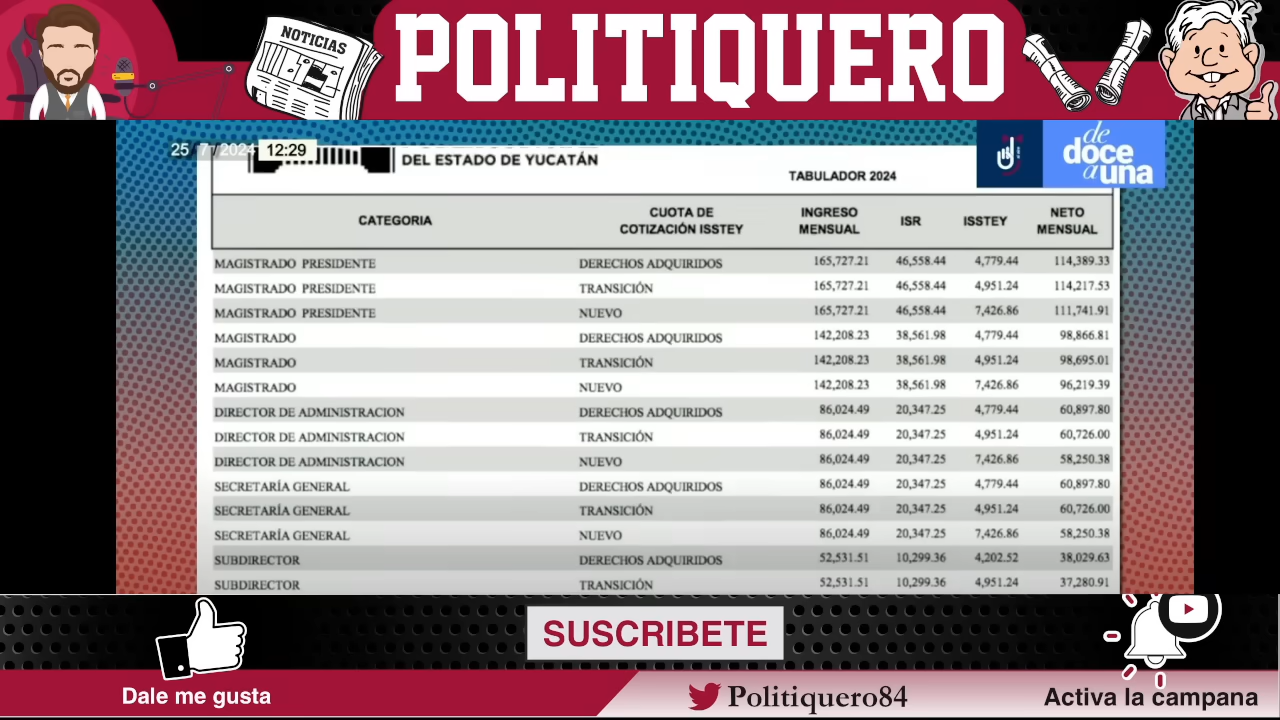 NOTICIAS
POLITIQUERO
25 / 7 / 2024 12:29
DEL ESTADO DE YUCATÁN
de
doce
a una
TABULADOR 2024
CATEGORIA CUOTA DE COTIZACIÓN ISSTEY INGRESO MENSUAL ISR ISSTEY NETO MENSUAL
MAGISTRADO PRESIDENTE DERECHOS ADQUIRIDOS 165,727.21 46,558.44 4,779.44 114,389.33
MAGISTRADO PRESIDENTE TRANSICIÓN 165,727.21 46,558.44 4,951.24 114,217.53
MAGISTRADO PRESIDENTE NUEVO 165,727.21 46,558.44 7,426.86 111,741.91
MAGISTRADO DERECHOS ADQUIRIDOS 142,208.23 38,561.98 4,779.44 98,866.81
MAGISTRADO TRANSICIÓN 142,208.23 38,561.98 4,951.24 98,695.01
MAGISTRADO NUEVO 142,208.23 38,561.98 7,426.86 96,219.39
DIRECTOR DE ADMINISTRACION DERECHOS ADQUIRIDOS 86,024.49 20,347.25 4,779.44 60,897.80
DIRECTOR DE ADMINISTRACION TRANSICIÓN 86,024.49 20,347.25 4,951.24 60,726.00
DIRECTOR DE ADMINISTRACION NUEVO 86,024.49 20,347.25 7,426.86 58,250.38
SECRETARÍA GENERAL DERECHOS ADQUIRIDOS 86,024.49 20,347.25 4,779.44 60,897.80
SECRETARÍA GENERAL TRANSICIÓN 86,024.49 20,347.25 4,951.24 60,726.00
SECRETARÍA GENERAL NUEVO 86,024.49 20,347.25 7,426.86 58,250.38
SUBDIRECTOR DERECHOS ADQUIRIDOS 52,531.51 10,299.36 4,202.52 38,029.63
SUBDIRECTOR TRANSICIÓN 52,531.51 10,299.36 4,951.24 37,280.91
SUSCRIBETE
Dale me gusta
Politiquero84
Activa la campana